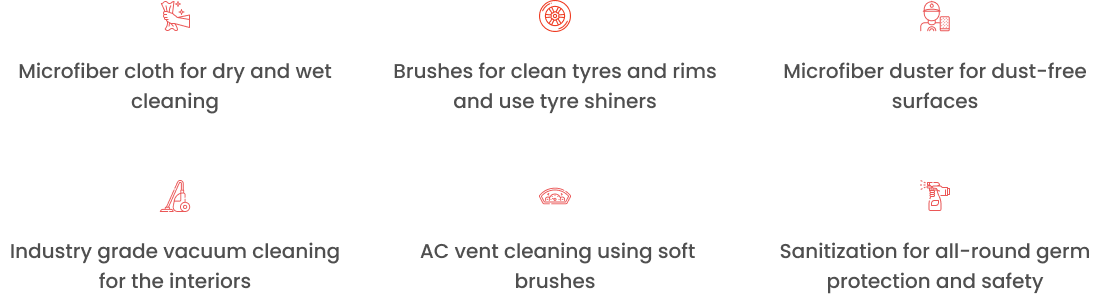 Microfiber cloth for dry and wet
cleaning
Brushes for clean tyres and rims
and use tyre shiners
Microfiber duster for dust-free
surfaces
Industry grade vacuum cleaning
for the interiors
AC vent cleaning using soft
brushes
Sanitization for all-round germ
protection and safety